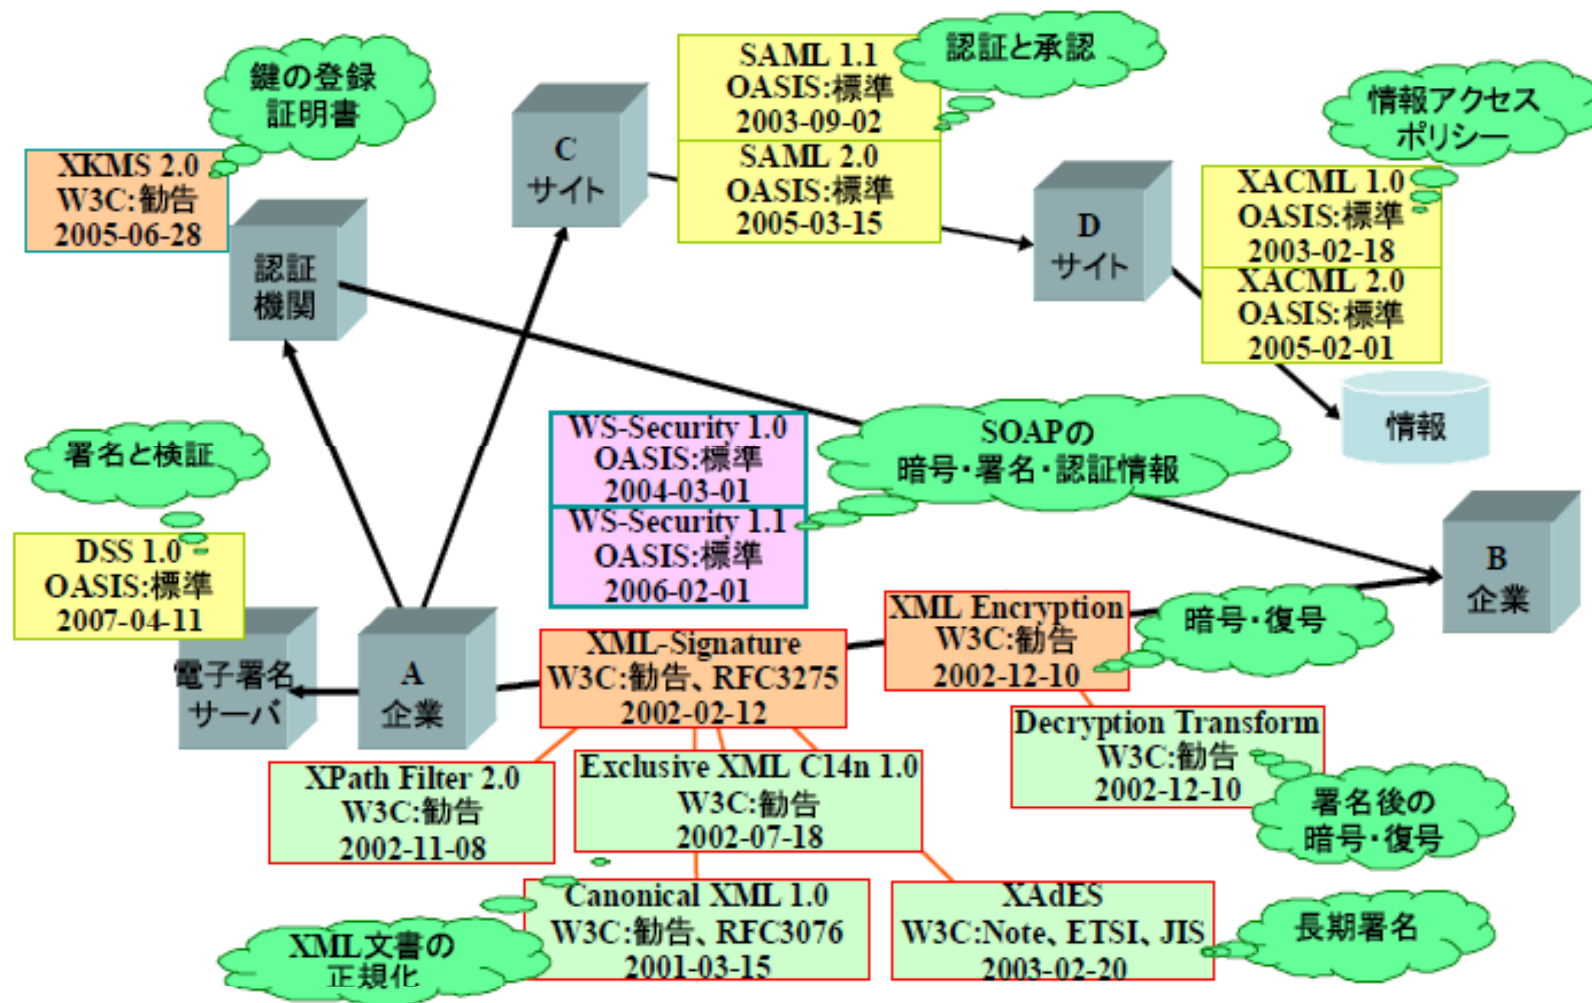 鍵の登録
証明書
XKMS 2.0
W3C:勧告
2005-06-28
認証
機関
C
サイト
SAML 1.1
OASIS:標準
2003-09-02
SAML 2.0
OASIS:標準
2005-03-15
認証と承認
D
サイト
情報アクセス
ポリシー
XACML 1.0
OASIS:標準
2003-02-18
XACML 2.0
OASIS:標準
2005-02-01
情報
署名と検証
DSS 1.0
OASIS:標準
2007-04-11
電子署名
サーバ
A
企業
WS-Security 1.0
OASIS:標準
2004-03-01
WS-Security 1.1
OASIS:標準
2006-02-01
SOAPの
暗号・署名・認証情報
B
企業
XML-Signature
W3C:勧告、RFC3275
2002-02-12
XML Encryption
W3C:勧告
2002-12-10
暗号・復号
Decryption Transform
W3C:勧告
2002-12-10
署名後の
暗号・復号
XPath Filter 2.0
W3C:勧告
2002-11-08
Exclusive XML C14n 1.0
W3C:勧告
2002-07-18
Canonical XML 1.0
W3C:勧告、RFC3076
2001-03-15
XML文書の
正規化
XAdES
W3C:Note、ETSI、JIS
2003-02-20
長期署名